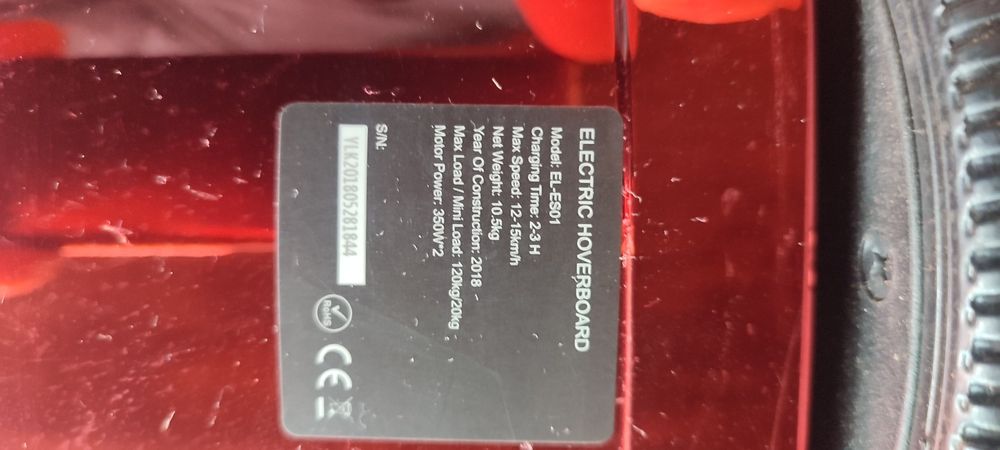 ELECTRIC HOVERBOARD
Model: EL-ES01
Charging Time: 2-3 H
Max Speed: 12-15km/h
Net Weight: 10.5kg
Year Of Construction: 2018
Max Load / Mini Load: 120kg/20kg
Motor Power: 350W*2
S/N:
YLK201805281844
RoHS
CE